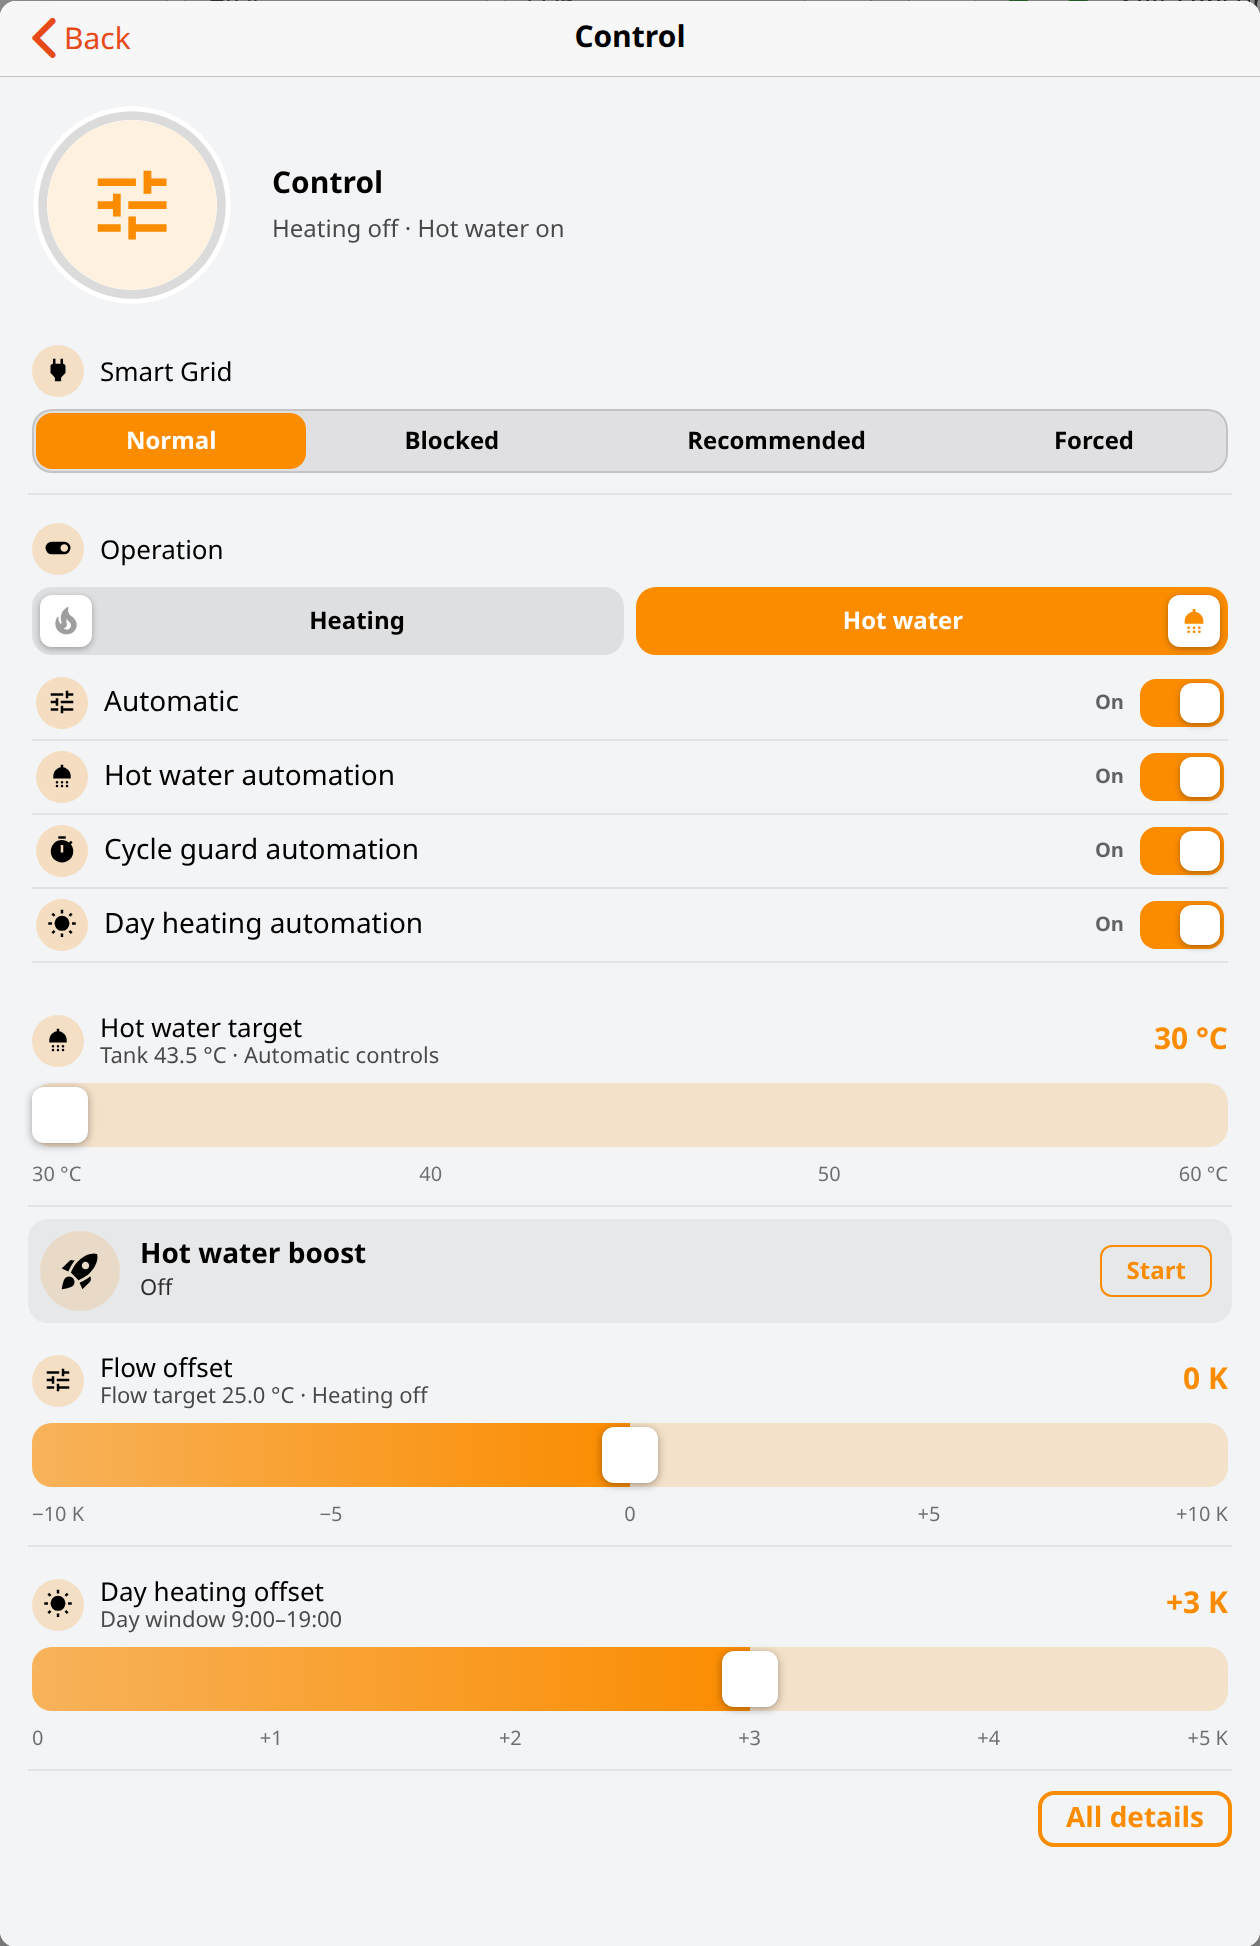 Back
Control
Control
Heating off · Hot water on
Smart Grid
Normal
Blocked
Recommended
Forced
Operation
Heating
Hot water
Automatic
On
Hot water automation
On
Cycle guard automation
On
Day heating automation
On
Hot water target
Tank 43.5 °C · Automatic controls
30 °C
30 °C
40
50
60 °C
Hot water boost
Off
Start
Flow offset
Flow target 25.0 °C · Heating off
0 K
−10 K
−5
0
+5
+10 K
Day heating offset
Day window 9:00–19:00
+3 K
0
+1
+2
+3
+4
+5 K
All details